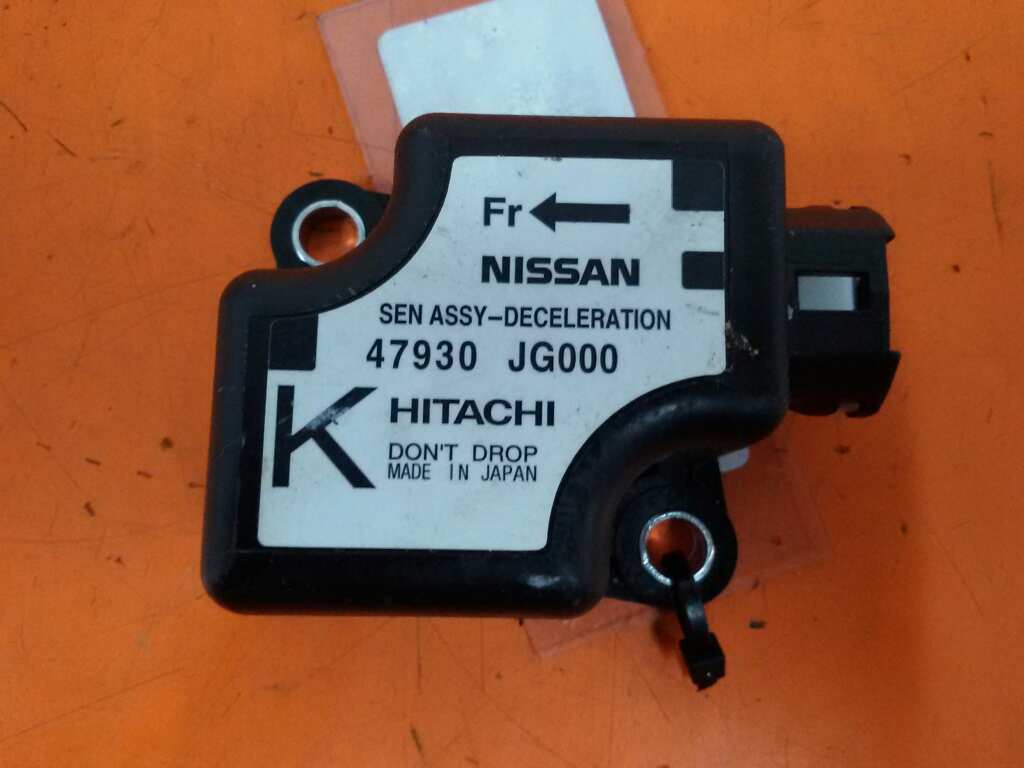 Fr
NISSAN
SEN ASSY-DECELERATION
47930 JG000
K
HITACHI
DON'T DROP
MADE IN JAPAN